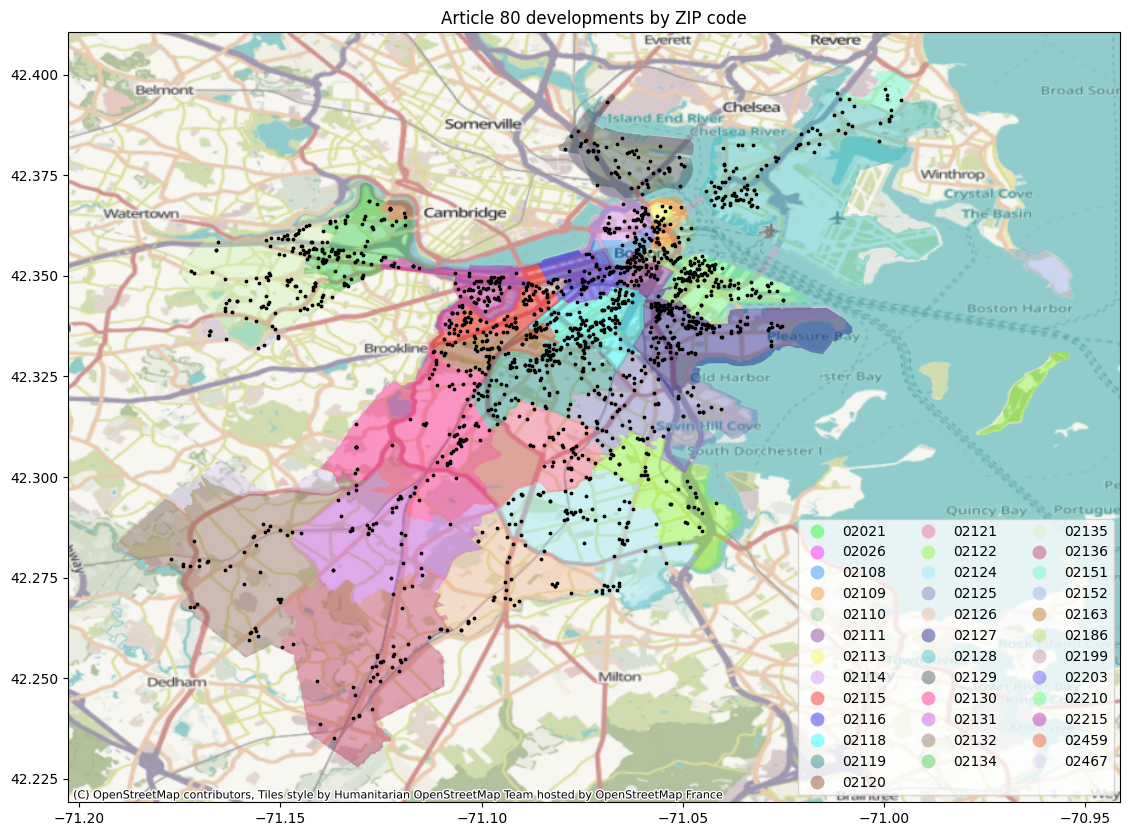 Article 80 developments by ZIP code
42.400
42.375
42.350
42.325
42.300
42.275
42.250
42.225
Everett
Revere
Belmont
Broad Sour
Chelsea
Somerville
Island End River
Chelsea River
Winthrop
Crystal Cove
Watertown
Cambridge
The Basin
Bo
Boston Harbor
Pleasure Bay
Brookline
Old Harbor
ster Bay
Savin Hill Cove
South Dorchester
Quincy Bay
Portugue
Dedham
Milton
Braintree
02021
02026
02108
02109
02110
02111
02113
02114
02115
02116
02118
02119
02120
02121
02122
02124
02125
02126
02127
02128
02129
02130
02131
02132
02134
02135
02136
02151
02152
02163
02186
02199
02203
02210
02215
02459
02467
(C) OpenStreetMap contributors, Tiles style by Humanitarian OpenStreetMap Team hosted by OpenStreetMap France
−71.20
−71.15
−71.10
−71.05
−71.00
−70.95